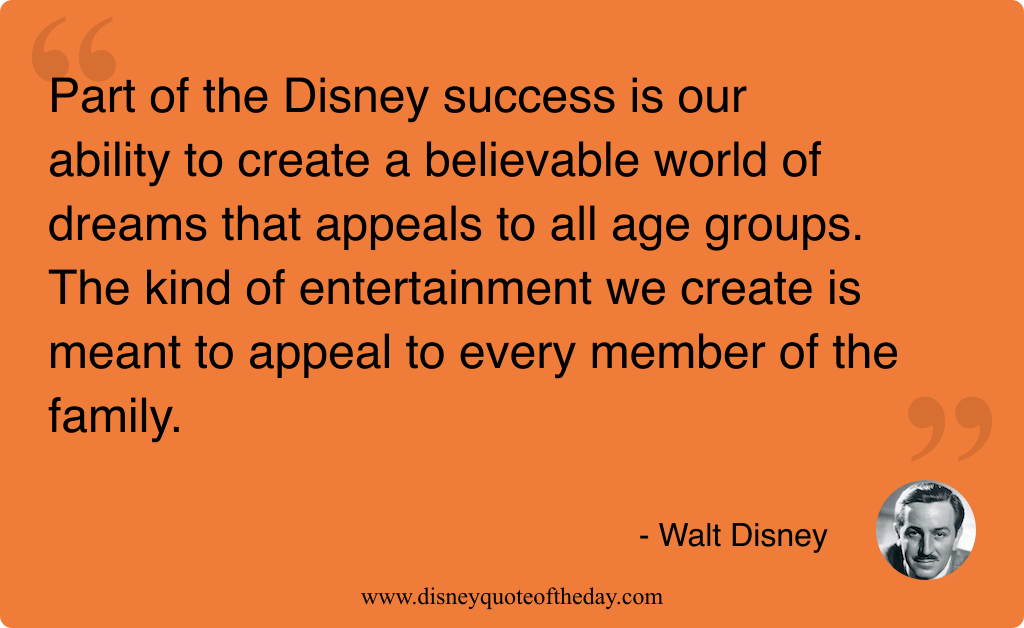 Part of the Disney success is our
ability to create a believable world of
dreams that appeals to all age groups.
The kind of entertainment we create is
meant to appeal to every member of the
family.
- Walt Disney
www.disneyquoteoftheday.com